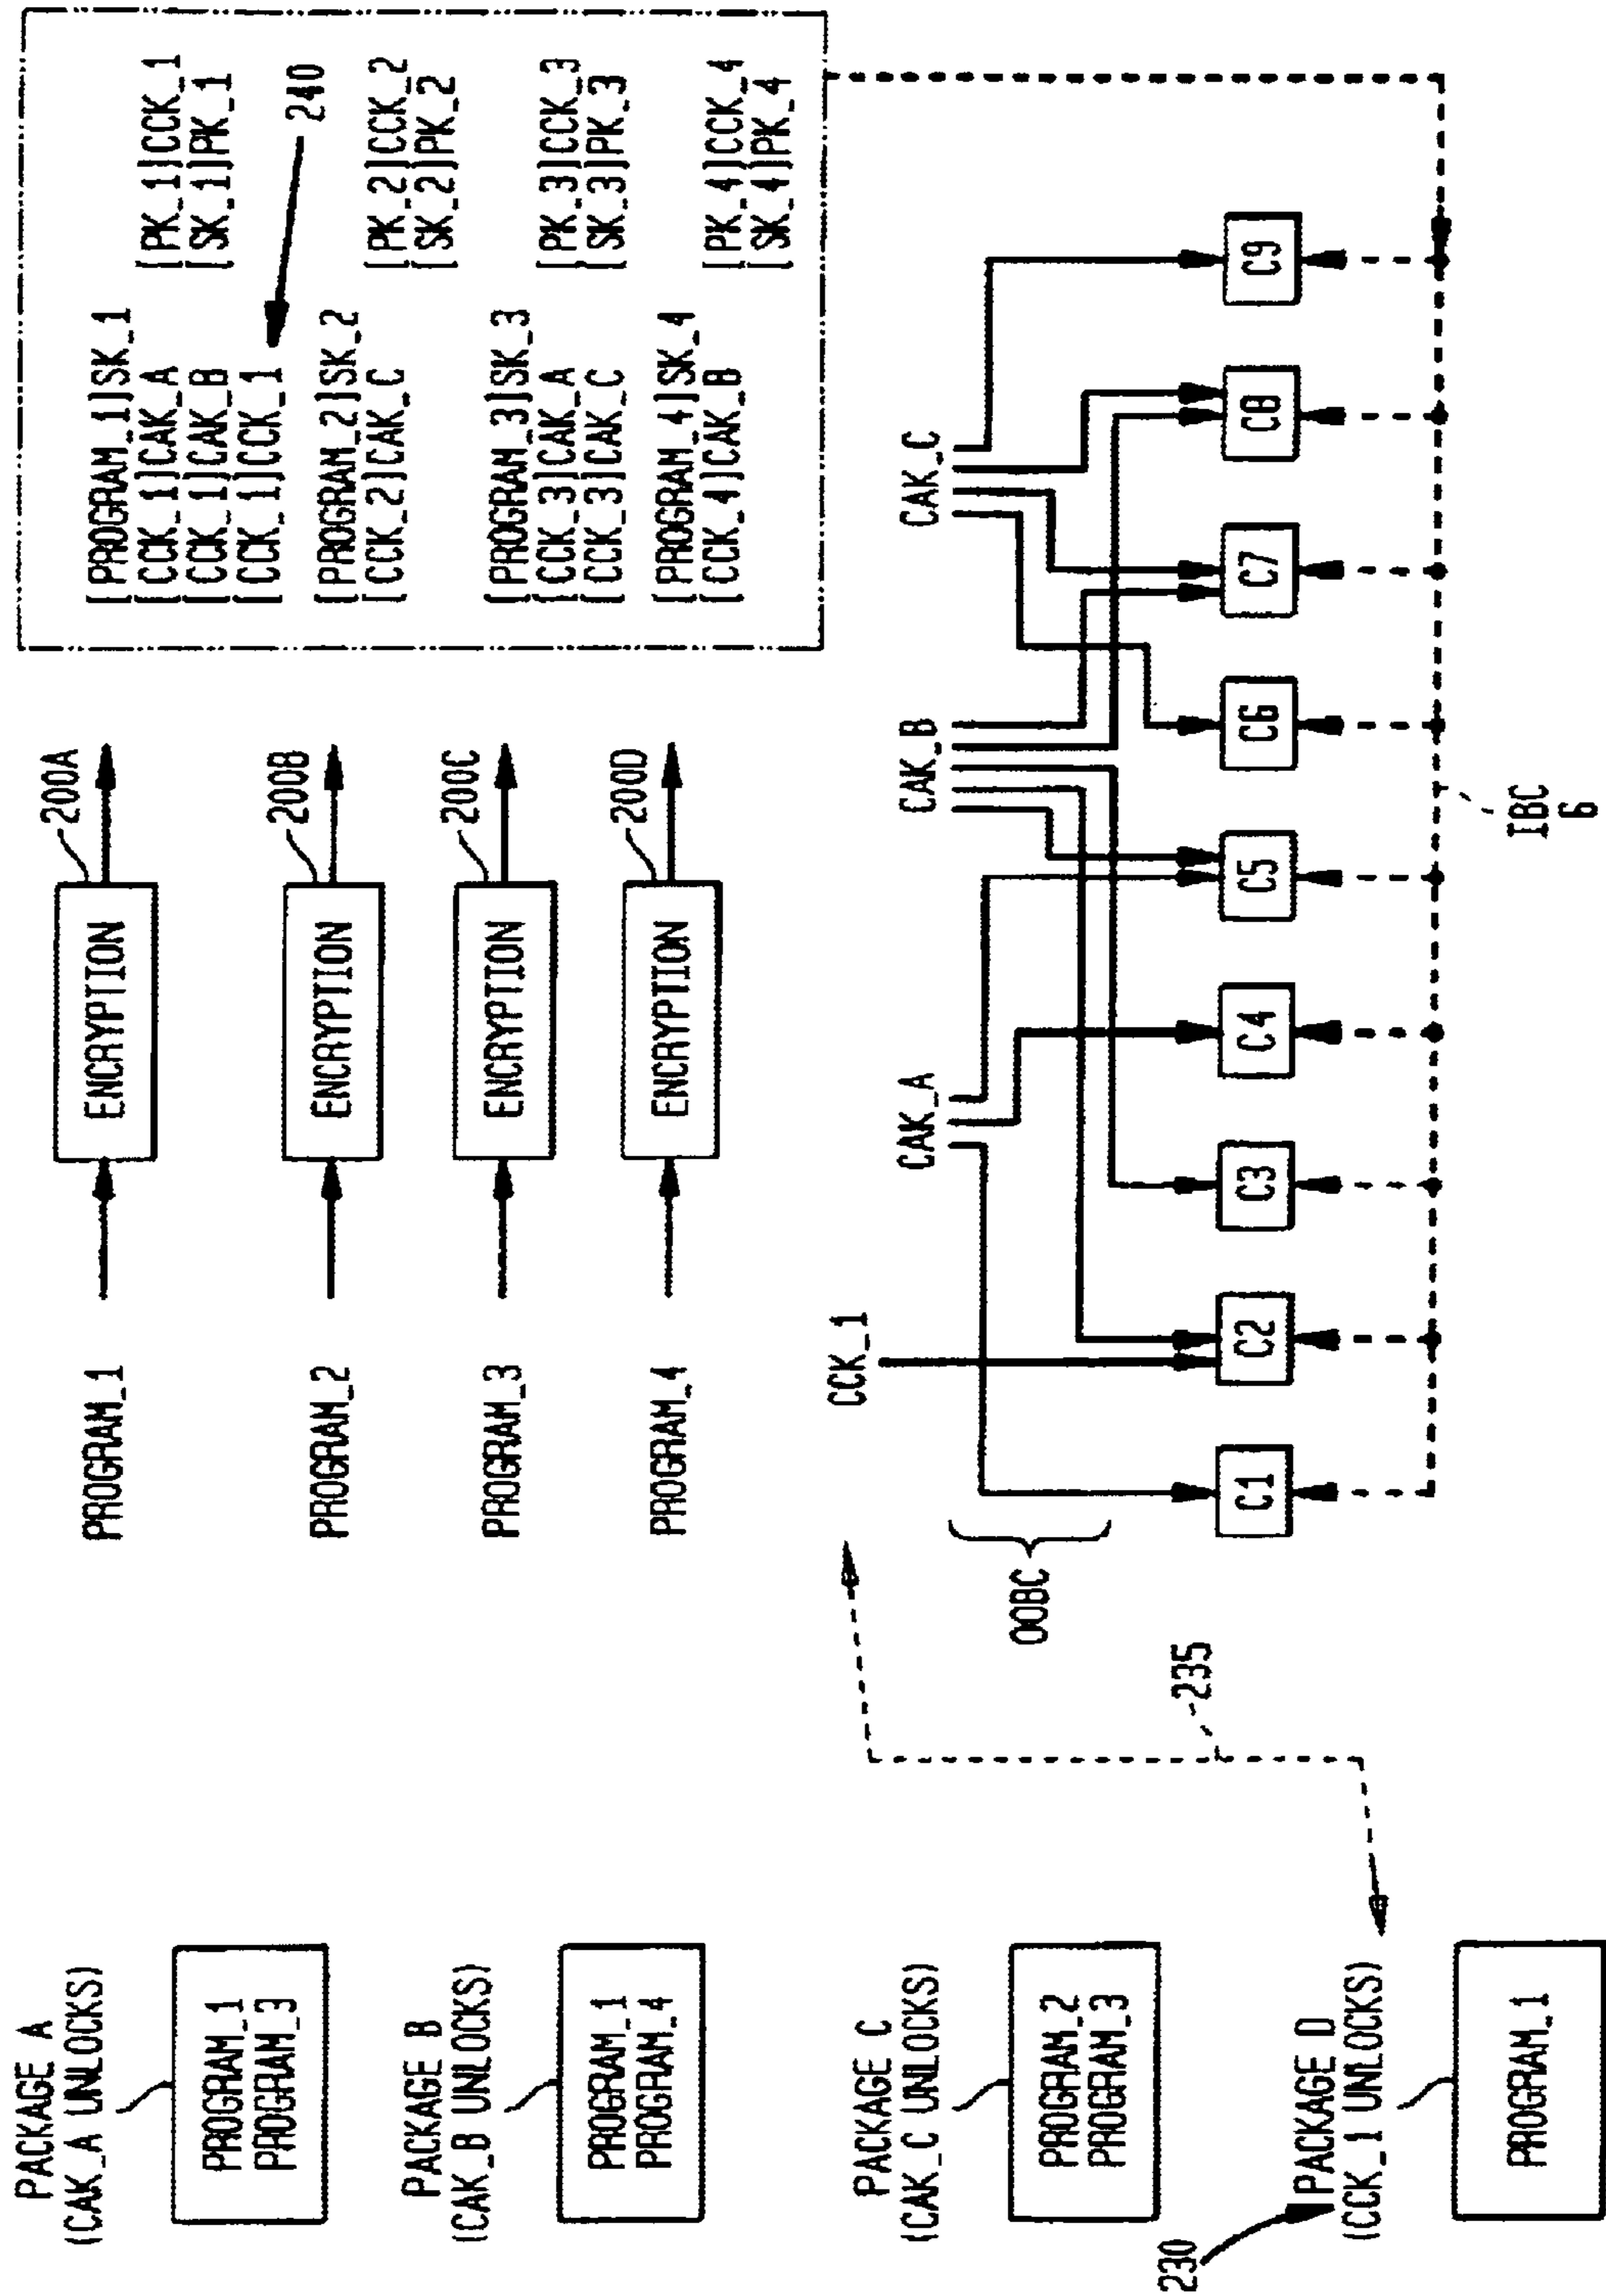 PACKAGE A
(CAK_A UNLOCKS)
PROGRAM_1
PROGRAM_3
PACKAGE B
(CAK_B UNLOCKS)
PROGRAM_1
PROGRAM_4
PACKAGE C
(CAK_C UNLOCKS)
PROGRAM_2
PROGRAM_3
230
PACKAGE D
(CCK_1 UNLOCKS)
PROGRAM_1
235
PROGRAM_1
ENCRYPTION
200A
PROGRAM_2
ENCRYPTION
200B
PROGRAM_3
ENCRYPTION
200C
PROGRAM_4
ENCRYPTION
200D
[PROGRAM_1]SK_1
[CCK_1]CAK_A
[CCK_1]CAK_B
[CCK_1]CCK_1
[PK_1]CCK_1
[SK_1]PK_1
240
[PROGRAM_2]SK_2
[CCK_2]CAK_C
[PK_2]CCK_2
[SK_2]PK_2
[PROGRAM_3]SK_3
[CCK_3]CAK_A
[CCK_3]CAK_C
[PK_3]CCK_3
[SK_3]PK_3
[PROGRAM_4]SK_4
[CCK_4]CAK_B
[PK_4]CCK_4
[SK_4]PK_4
CCK_1
CAK_A
CAK_B
CAK_C
OOBC
C1
C2
C3
C4
C5
C6
C7
C8
C9
IBC
6